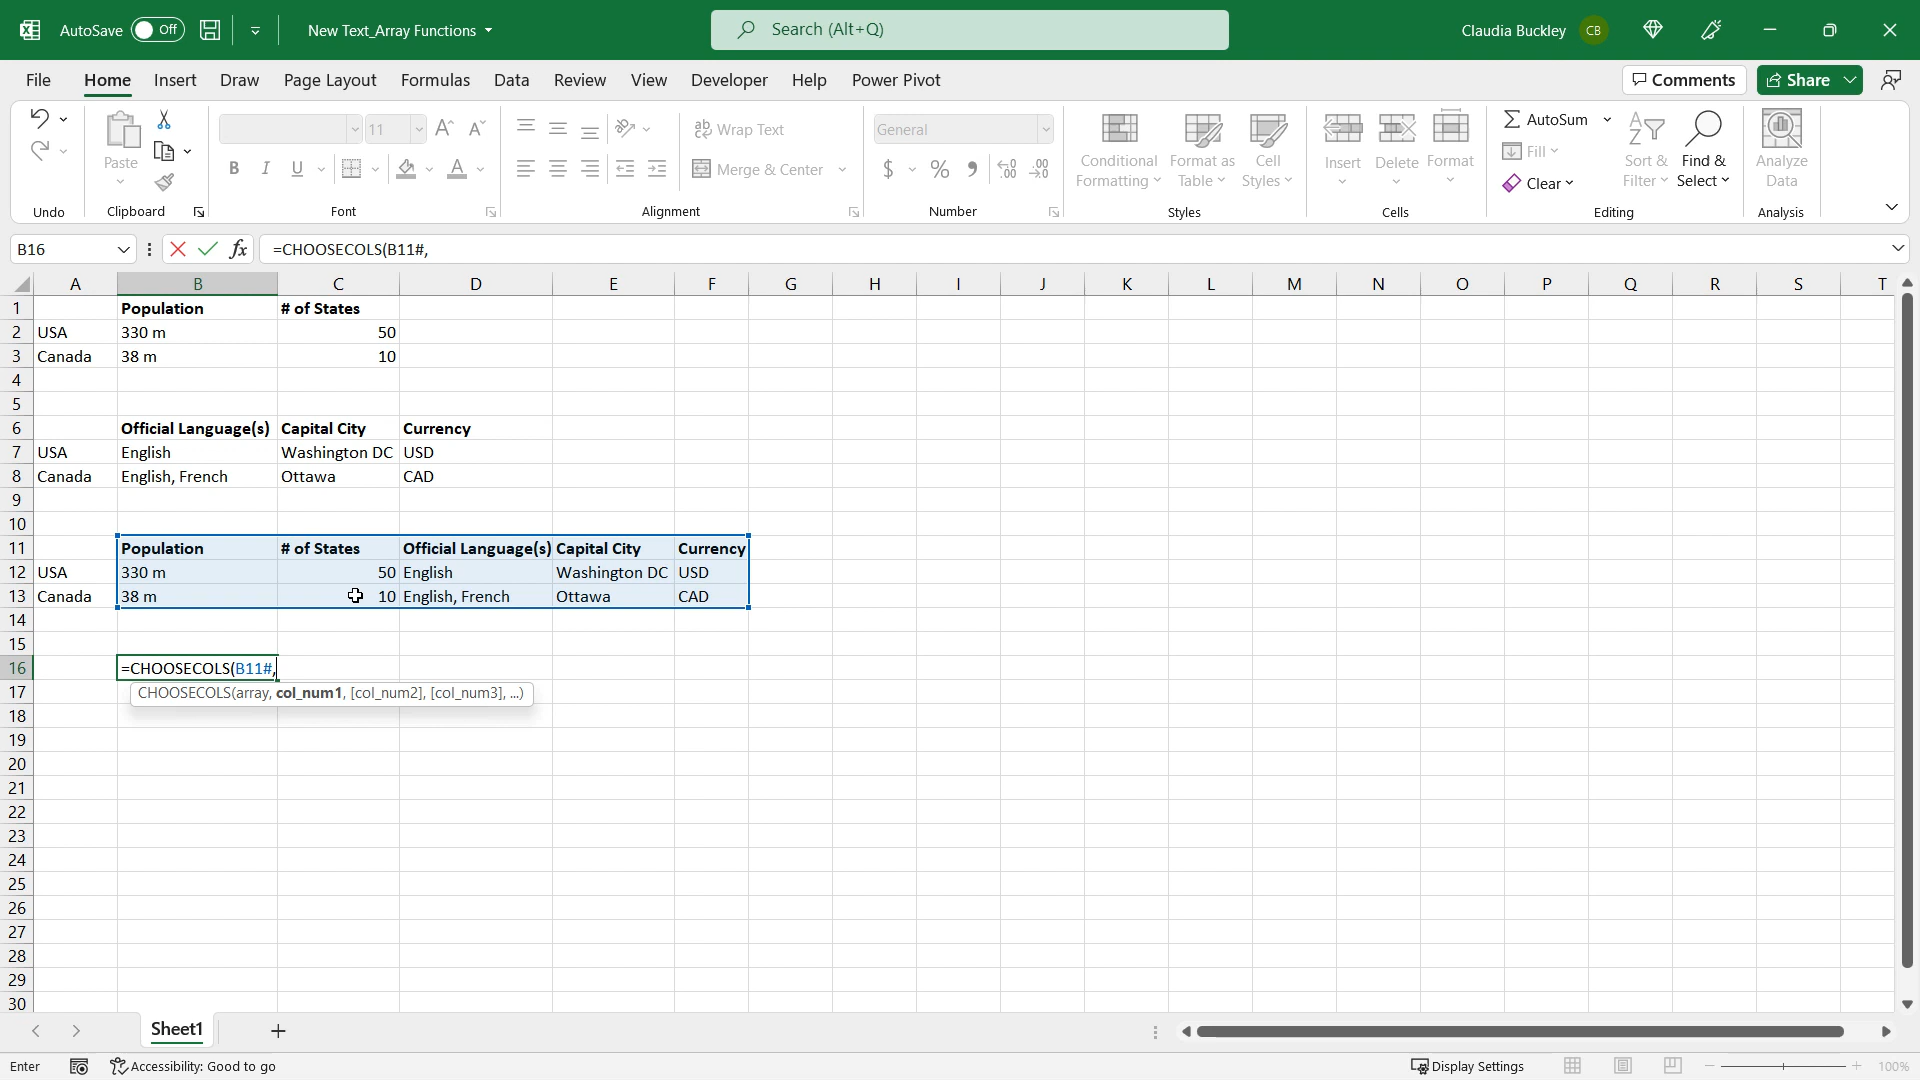 AutoSave Off New Text_Array Functions Search (Alt+Q) Claudia Buckley CB
File Home Insert Draw Page Layout Formulas Data Review View Developer Help Power Pivot Comments Share
Paste
11
B I U A
ab Wrap Text
Merge & Center
General
$ %
Conditional Formatting
Format as Table
Cell Styles
Insert Delete Format
AutoSum
Fill
Clear
Sort & Filter
Find & Select
Analyze Data
Undo Clipboard Font Alignment Number Styles Cells Editing Analysis
B16 fx =CHOOSECOLS(B11#,
A B C D E F G H I J K L M N O P Q R S T
1 Population # of States
2 USA 330 m 50
3 Canada 38 m 10
4
5
6 Official Language(s) Capital City Currency
7 USA English Washington DC USD
8 Canada English, French Ottawa CAD
9
10
11 Population # of States Official Language(s) Capital City Currency
12 USA 330 m 50 English Washington DC USD
13 Canada 38 m 10 English, French Ottawa CAD
14
15
16 =CHOOSECOLS(B11#,
17 CHOOSECOLS(array, col_num1, [col_num2], [col_num3], ...)
18
19
20
21
22
23
24
25
26
27
28
29
30
Sheet1
Enter Accessibility: Good to go Display Settings 100%